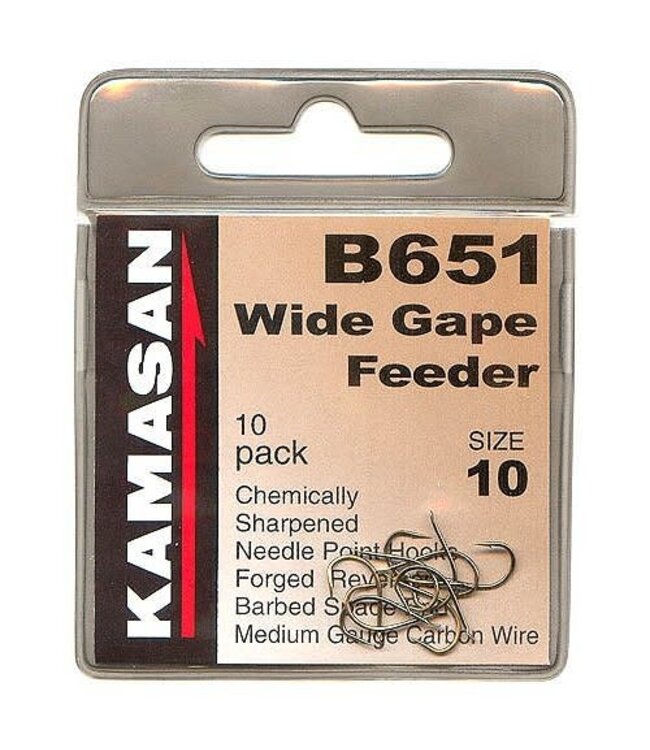 KAMASAN
B651
Wide Gape
Feeder
10
pack
SIZE
10
Chemically
Sharpened
Needle Point Hooks
Forged
Barbed
Medium Gauge Carbon Wire